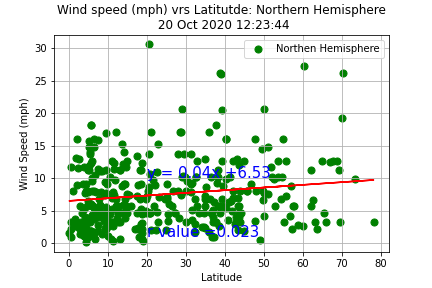 Wind speed (mph) vrs Latitutde: Northern Hemisphere
20 Oct 2020 12:23:44
Northen Hemisphere
y = 0.04x +6.53
r value =0.023
Wind Speed (mph)
30
25
20
15
10
5
0
0 10 20 30 40 50 60 70 80
Latitude